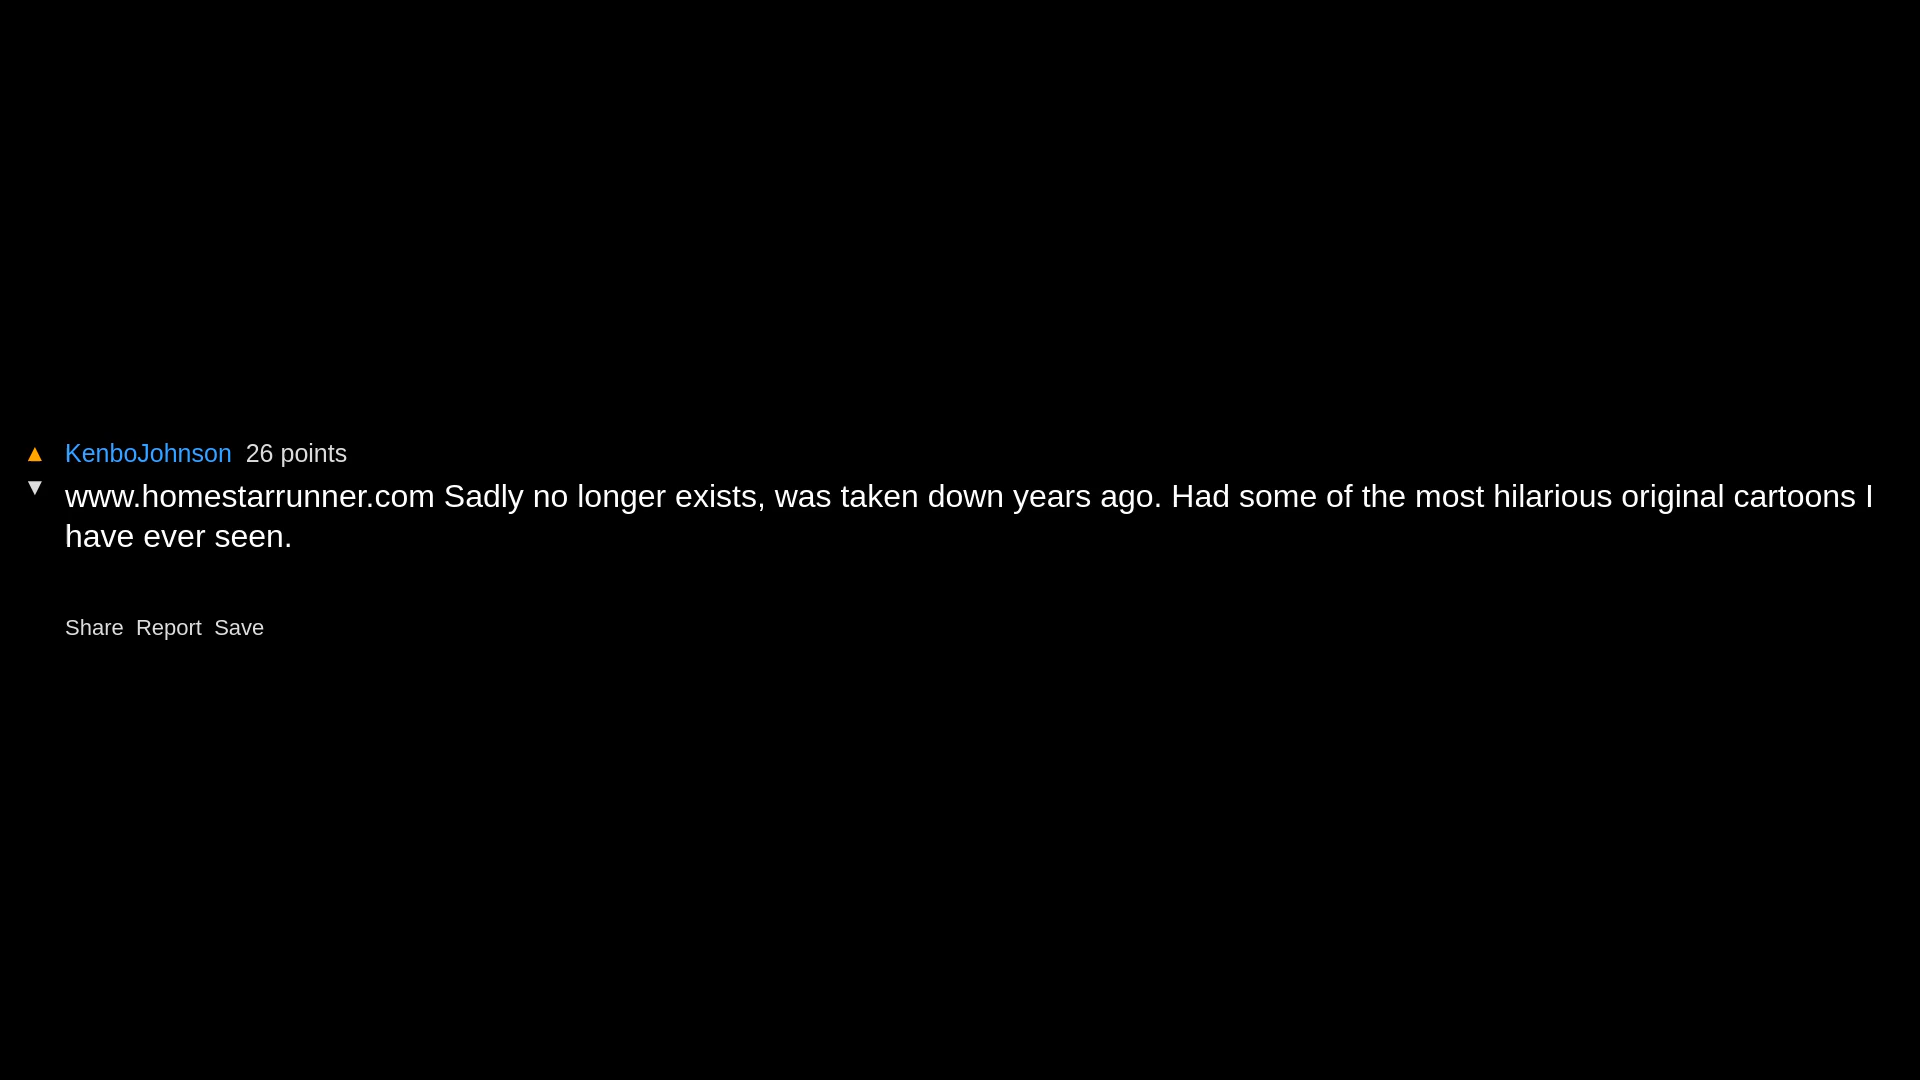 ▲ KenboJohnson 26 points
▼ www.homestarrunner.com Sadly no longer exists, was taken down years ago. Had some of the most hilarious original cartoons I
have ever seen.
Share Report Save